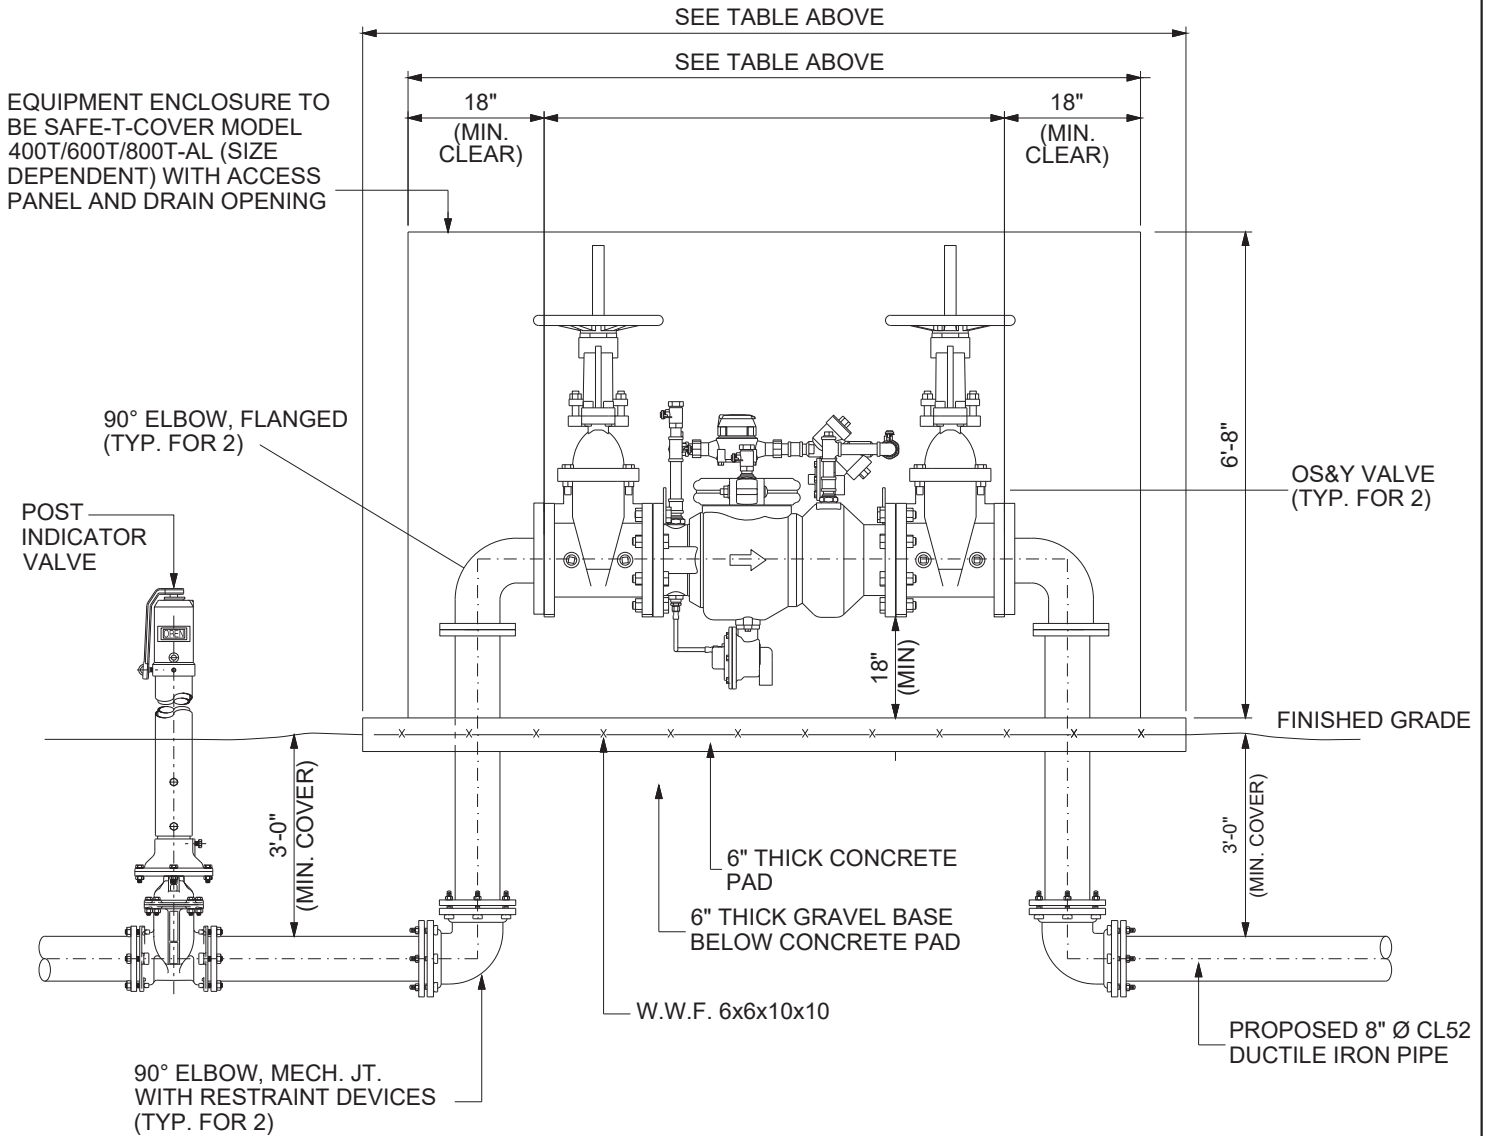 SEE TABLE ABOVE
SEE TABLE ABOVE
EQUIPMENT ENCLOSURE TO
BE SAFE-T-COVER MODEL
400T/600T/800T-AL (SIZE
DEPENDENT) WITH ACCESS
PANEL AND DRAIN OPENING
18"
(MIN.
CLEAR)
18"
(MIN.
CLEAR)
90° ELBOW, FLANGED
(TYP. FOR 2)
6'-8"
OS&Y VALVE
(TYP. FOR 2)
POST
INDICATOR
VALVE
OPEN
18"
(MIN)
FINISHED GRADE
X X X X X X X X X X X X
3'-0"
(MIN. COVER)
3'-0"
(MIN. COVER)
6" THICK CONCRETE
PAD
6" THICK GRAVEL BASE
BELOW CONCRETE PAD
W.W.F. 6x6x10x10
PROPOSED 8" Ø CL52
DUCTILE IRON PIPE
90° ELBOW, MECH. JT.
WITH RESTRAINT DEVICES
(TYP. FOR 2)